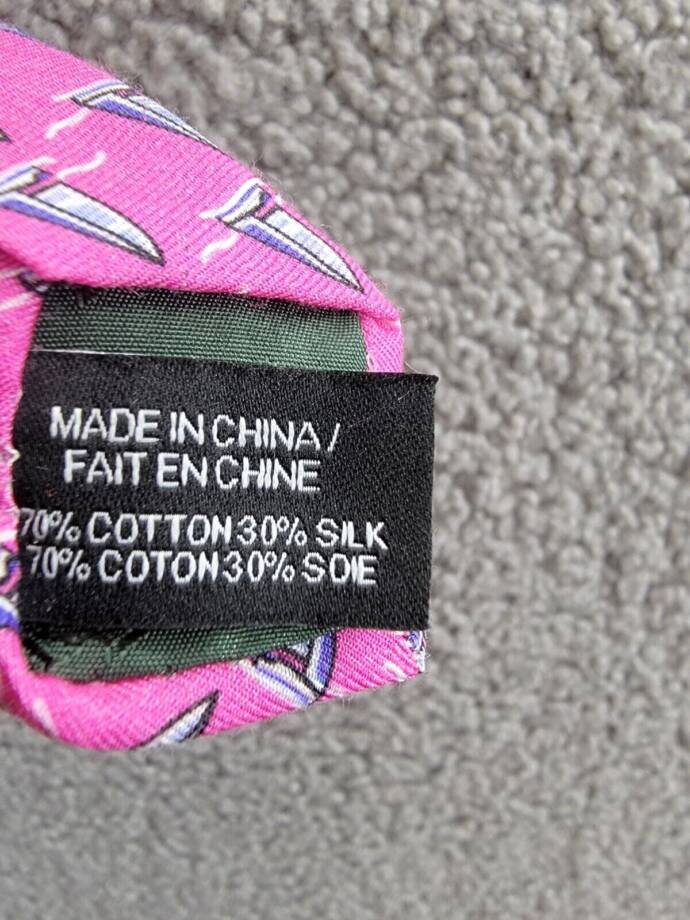 MADE IN CHINA /
FAIT EN CHINE
70% COTTON 30% SILK
70% COTON 30% SOIE